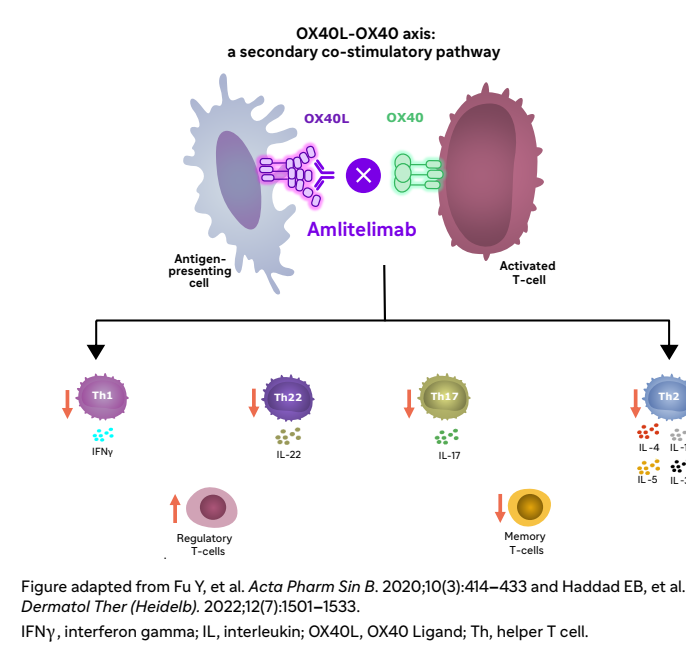 OX40L-OX40 axis:
a secondary co-stimulatory pathway
OX40L
OX40
Amlitelimab
Antigen-
presenting
cell
Activated
T-cell
Th1
Th22
Th17
Th2
IFNγ
IL-22
IL-17
IL-4
IL-5
Regulatory
T-cells
Memory
T-cells
Figure adapted from Fu Y, et al. Acta Pharm Sin B. 2020;10(3):414–433 and Haddad EB, et al.
Dermatol Ther (Heidelb). 2022;12(7):1501–1533.
IFNγ, interferon gamma; IL, interleukin; OX40L, OX40 Ligand; Th, helper T cell.